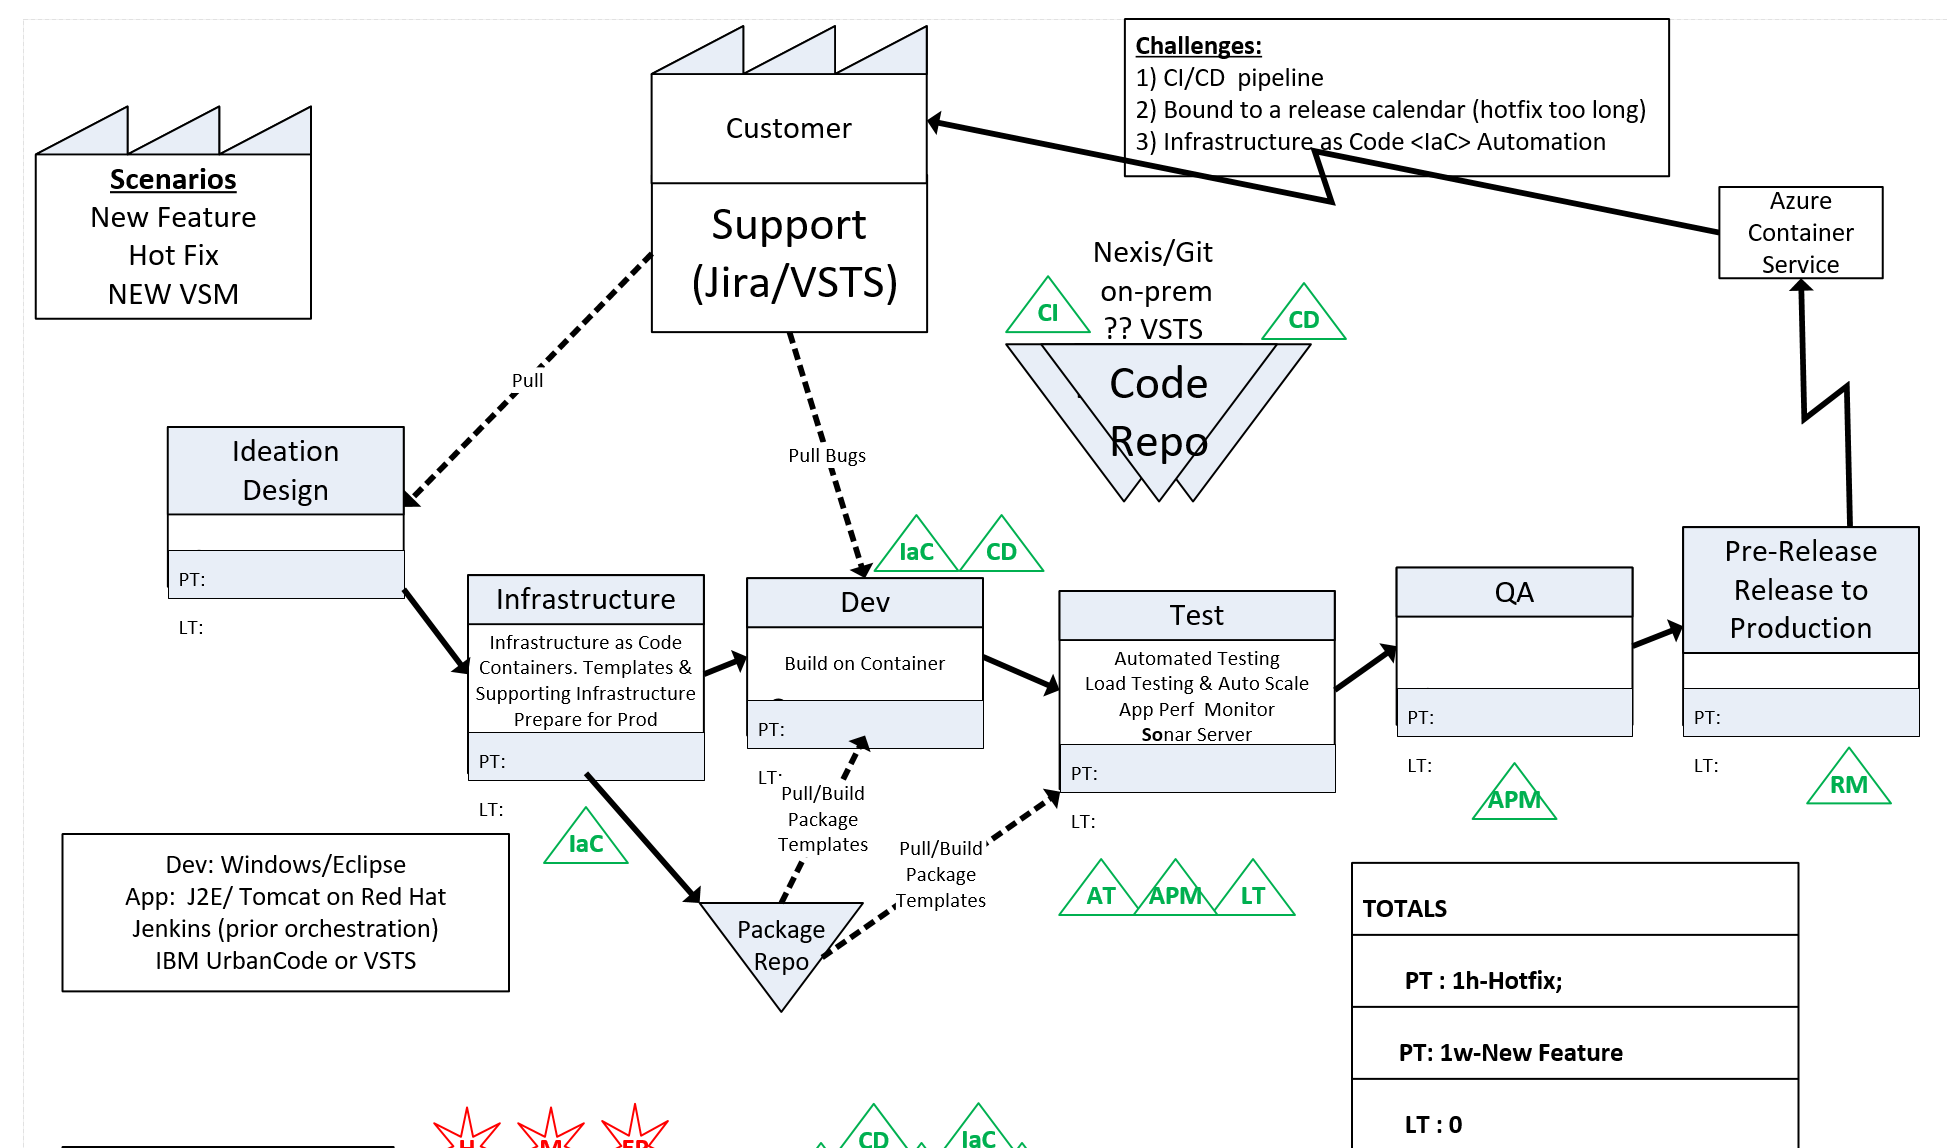 Challenges:
1) CI/CD  pipeline
2) Bound to a release calendar (hotfix too long)
3) Infrastructure as Code <IaC> Automation
Customer
Support
(Jira/VSTS)
Scenarios
New Feature
Hot Fix
NEW VSM
Azure
Container
Service
Nexis/Git
on-prem
?? VSTS
CI
CD
Code
Repo
Pull
Pull Bugs
Ideation
Design
PT:
LT:
IaC
CD
Infrastructure
Infrastructure as Code
Containers. Templates &
Supporting Infrastructure
Prepare for Prod
PT:
LT:
IaC
Dev
Build on Container
PT:
LT:
Test
Automated Testing
Load Testing & Auto Scale
App Perf  Monitor
Sonar Server
PT:
LT:
AT
APM
LT
QA
PT:
LT:
APM
Pre-Release
Release to
Production
PT:
LT:
RM
Pull/Build
Package
Templates
Pull/Build
Package
Templates
Package
Repo
Dev: Windows/Eclipse
App:  J2E/ Tomcat on Red Hat
Jenkins (prior orchestration)
IBM UrbanCode or VSTS
TOTALS
PT : 1h-Hotfix;
PT: 1w-New Feature
LT : 0
H
M
CD
IaC